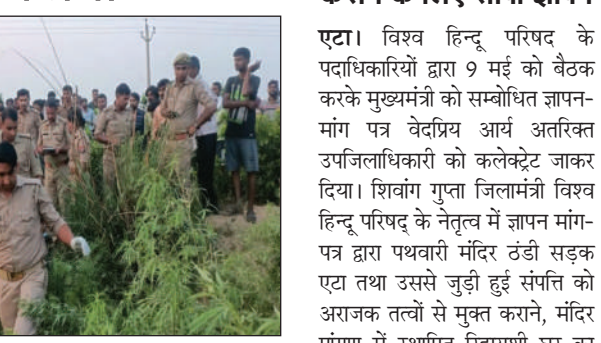 एटा। विश्व हिन्दू परिषद के
पदाधिकारियों द्वारा 9 मई को बैठक
करके मुख्यमंत्री को सम्बोधित ज्ञापन-
मांग पत्र वेदप्रिय आर्य अतरिक्त
उपजिलाधिकारी को कलेक्ट्रेट जाकर
दिया। शिवांग गुप्ता जिलामंत्री विश्व
हिन्दू परिषद् के नेतृत्व में ज्ञापन मांग-
पत्र द्वारा पथवारी मंदिर ठंडी सड़क
एटा तथा उससे जुड़ी हुई संपत्ति को
अराजक तत्वों से मुक्त कराने, मंदिर